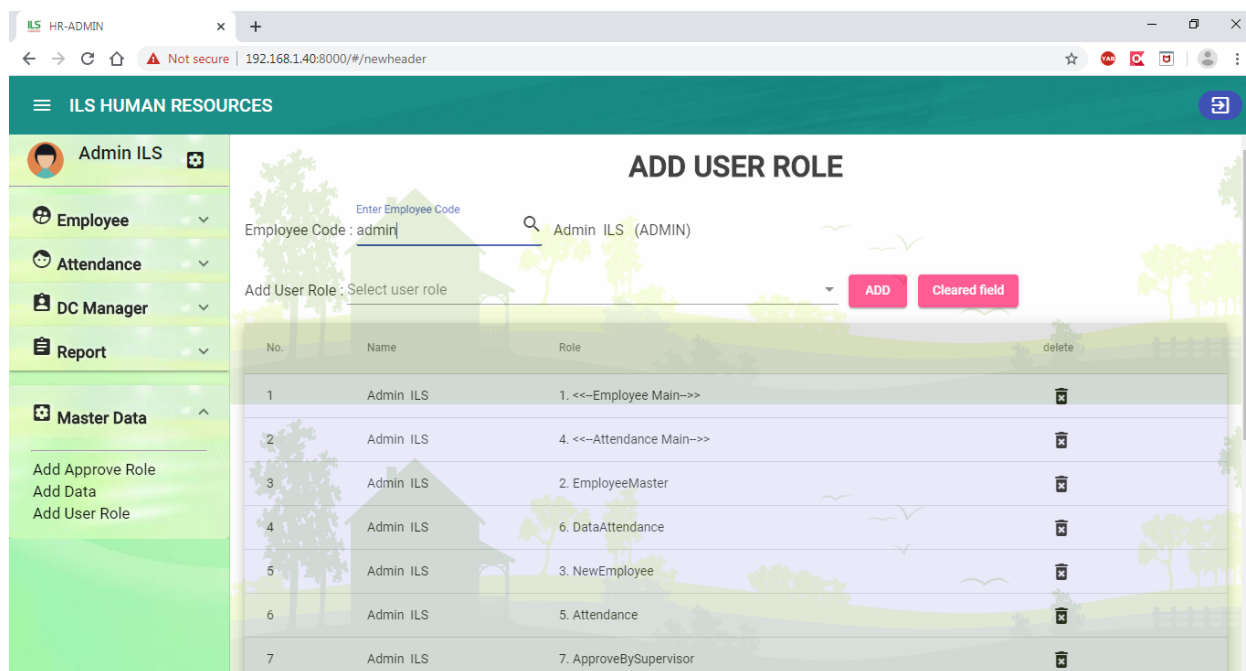 ILS HR-ADMIN
Not secure 192.168.1.40:8000/#/newheader
ILS HUMAN RESOURCES
Admin ILS
Employee
Attendance
DC Manager
Report
Master Data
Add Approve Role
Add Data
Add User Role
ADD USER ROLE
Enter Employee Code
Employee Code : admin Admin ILS (ADMIN)
Add User Role : Select user role ADD Cleared field
No. Name Role delete
1 Admin ILS 1. <<--Employee Main-->>
2 Admin ILS 4. <<--Attendance Main-->>
3 Admin ILS 2. EmployeeMaster
4 Admin ILS 6. DataAttendance
5 Admin ILS 3. NewEmployee
6 Admin ILS 5. Attendance
7 Admin ILS 7. ApproveBySupervisor